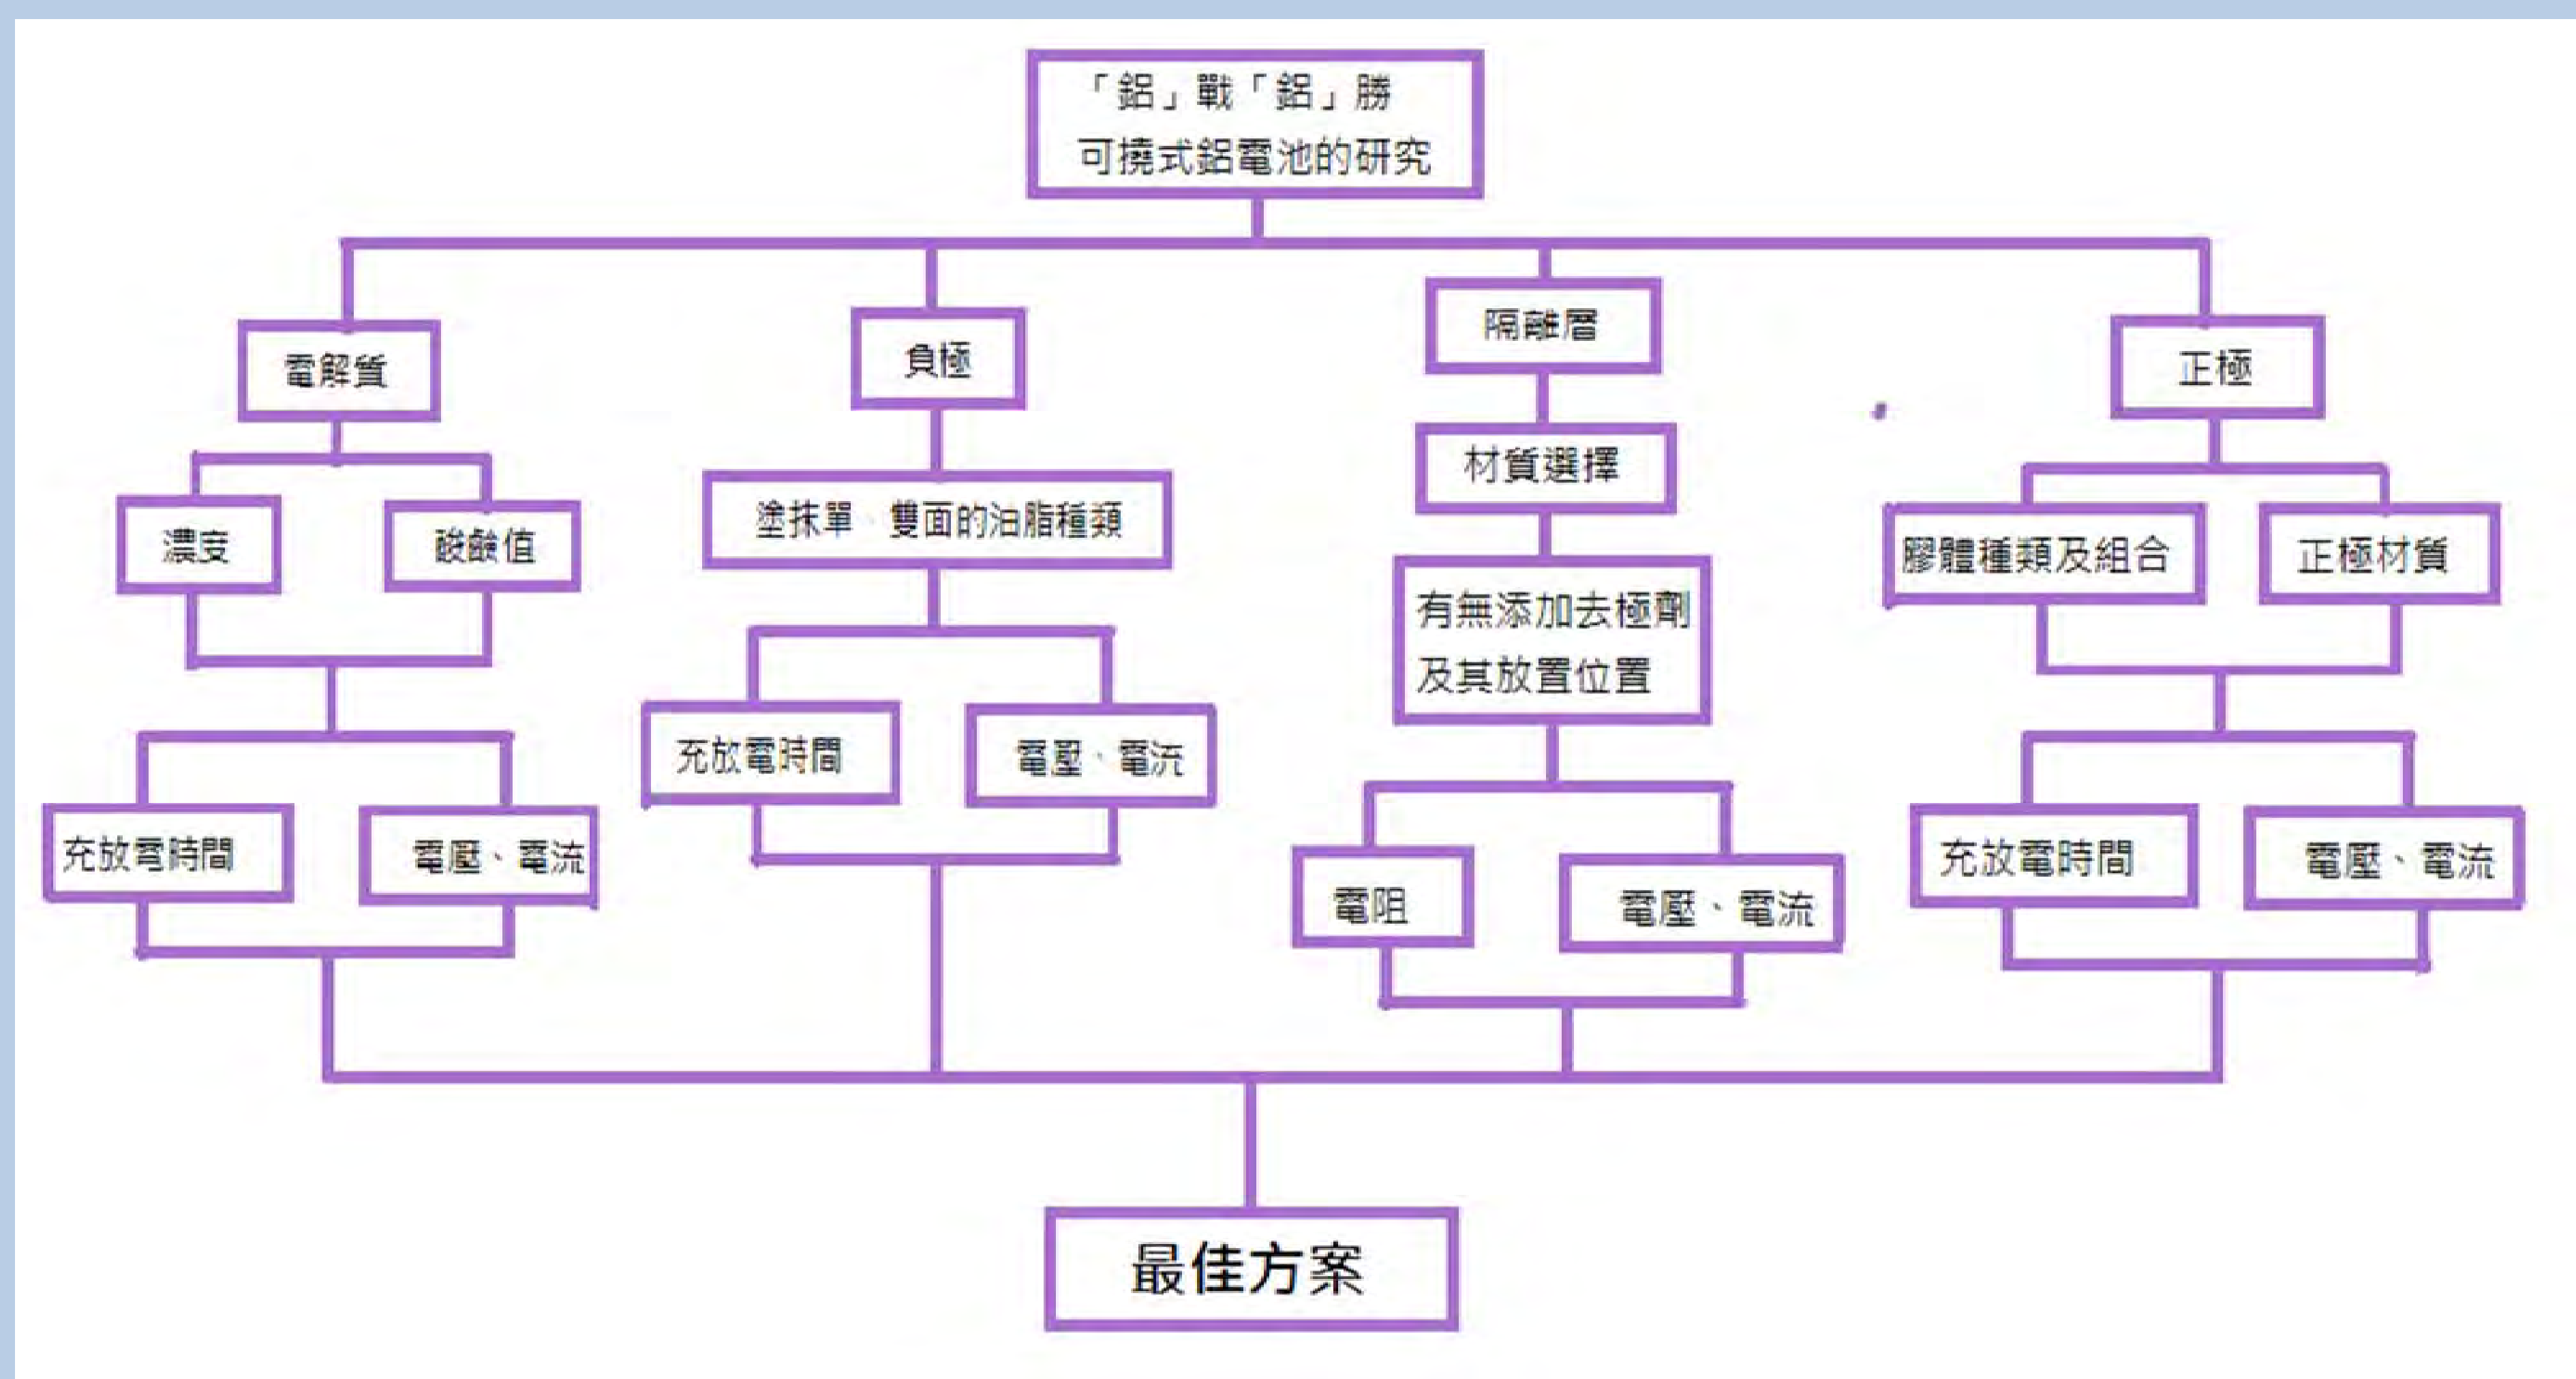 「鋁」戰「鋁」勝
可撓式鋁電池的研究
電解質
負極
隔離層
正極
材質選擇
濃度
酸鹼值
塗抹單、雙面的油脂種類
有無添加去極劑
及其放置位置
膠體種類及組合
正極材質
充放電時間
電壓、電流
充放電時間
電壓、電流
電阻
電壓、電流
充放電時間
電壓、電流
最佳方案